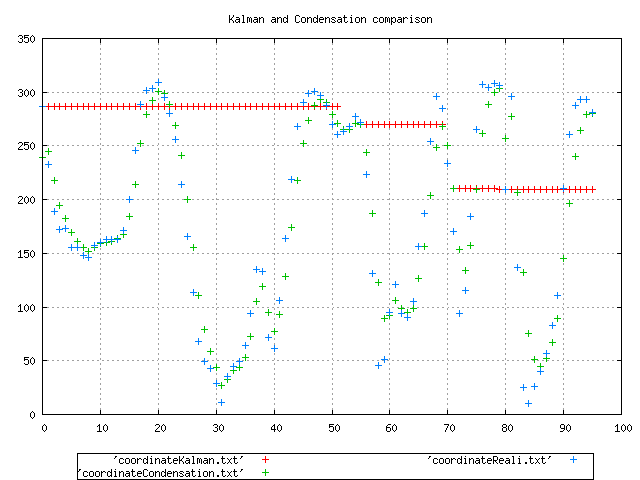 Kalman and Condensation comparison
350
300
250
200
150
100
50
0
0 10 20 30 40 50 60 70 80 90 100
'coordinateKalman.txt' 'coordinateReali.txt'
'coordinateCondensation.txt'